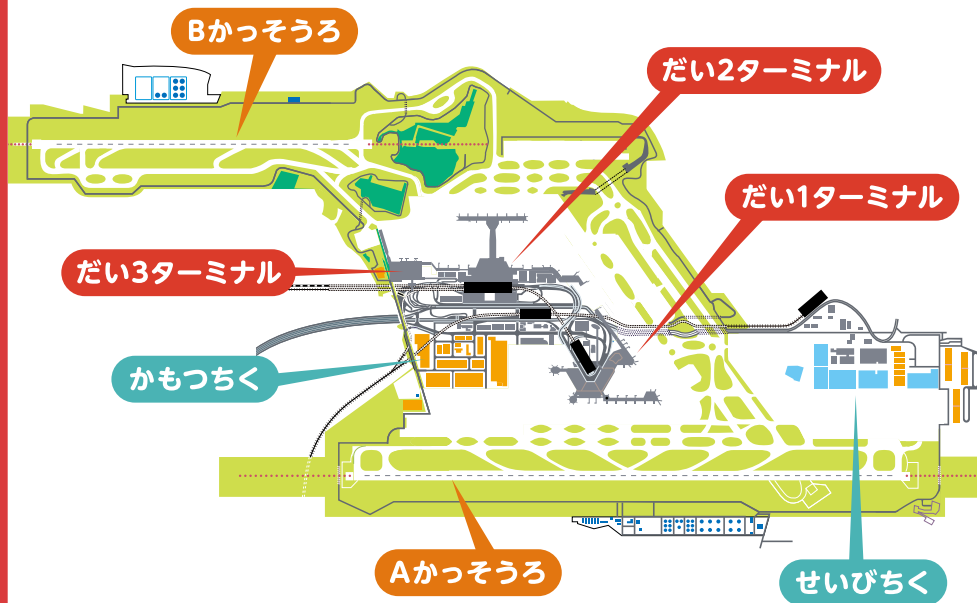 Bかっそうろ
だい2ターミナル
だい1ターミナル
だい3ターミナル
かもつちく
Aかっそうろ
せいびちく